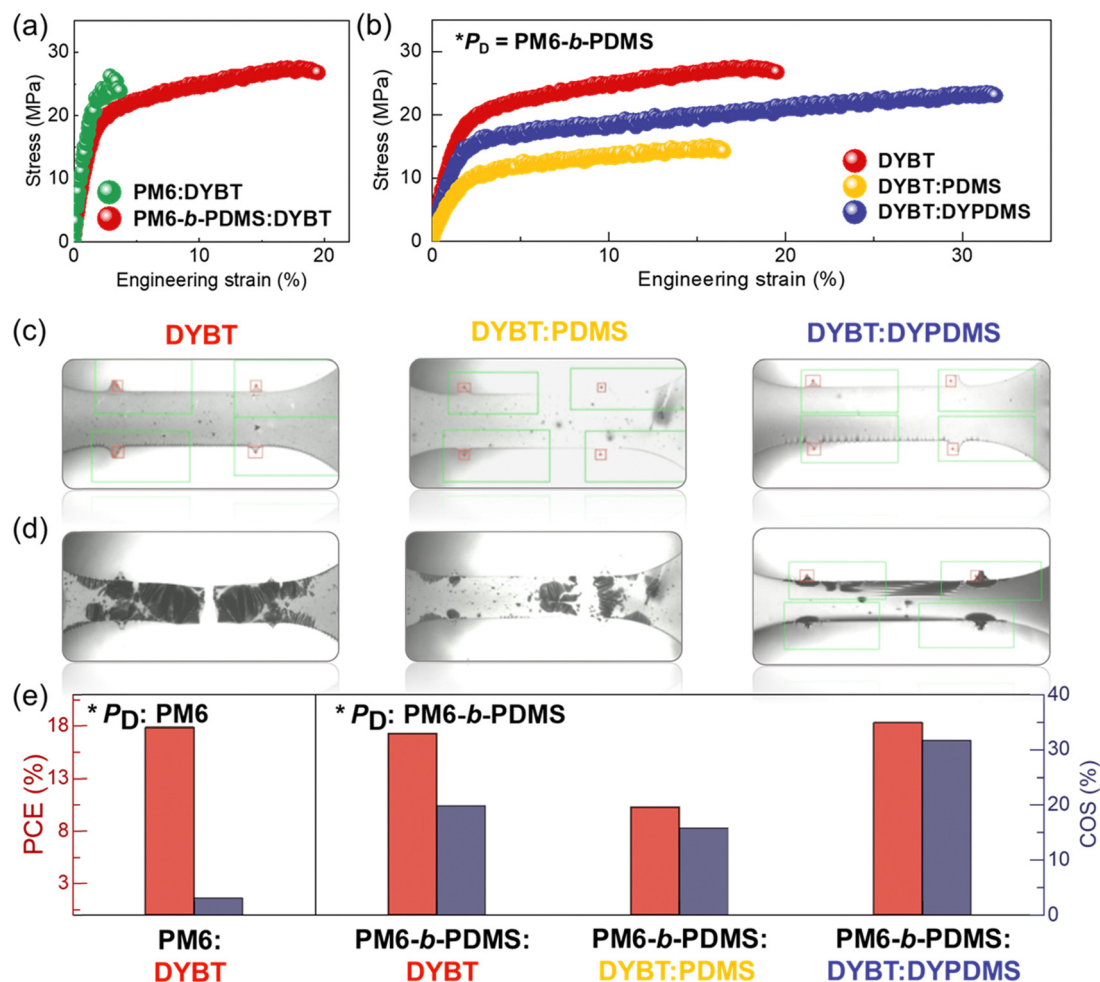 (a)
30
20
10
0
Stress (MPa)
PM6:DYBT
PM6-b-PDMS:DYBT
0 10 20
Engineering strain (%)
(b)
*PD = PM6-b-PDMS
30
20
10
0
Stress (MPa)
DYBT
DYBT:PDMS
DYBT:DYPDMS
0 10 20 30
Engineering strain (%)
(c)
DYBT
DYBT:PDMS
DYBT:DYPDMS
(d)
(e)
* PD: PM6
* PD: PM6-b-PDMS
18
13
8
3
PCE (%)
40
30
20
10
0
COS (%)
PM6:
DYBT
PM6-b-PDMS:
DYBT
PM6-b-PDMS:
DYBT:PDMS
PM6-b-PDMS:
DYBT:DYPDMS